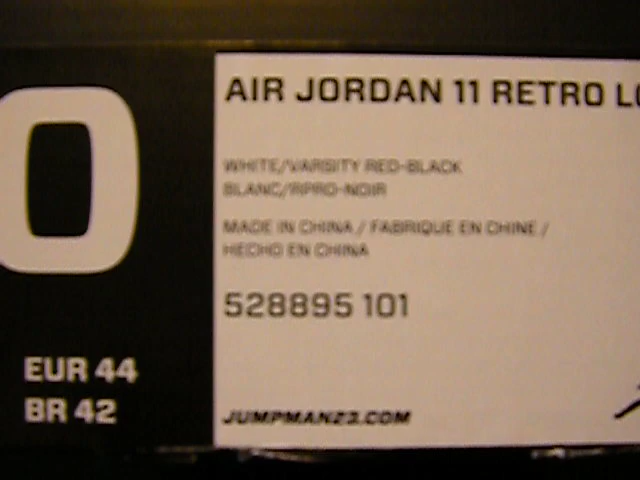 0
EUR 44
BR 42
AIR JORDAN 11 RETRO
WHITE/VARSITY RED-BLACK
BLANC/RPRO-NOIR
MADE IN CHINA / FABRIQUE EN CHINE /
HECHO EN CHINA
528895 101
JUMPMAN23.COM